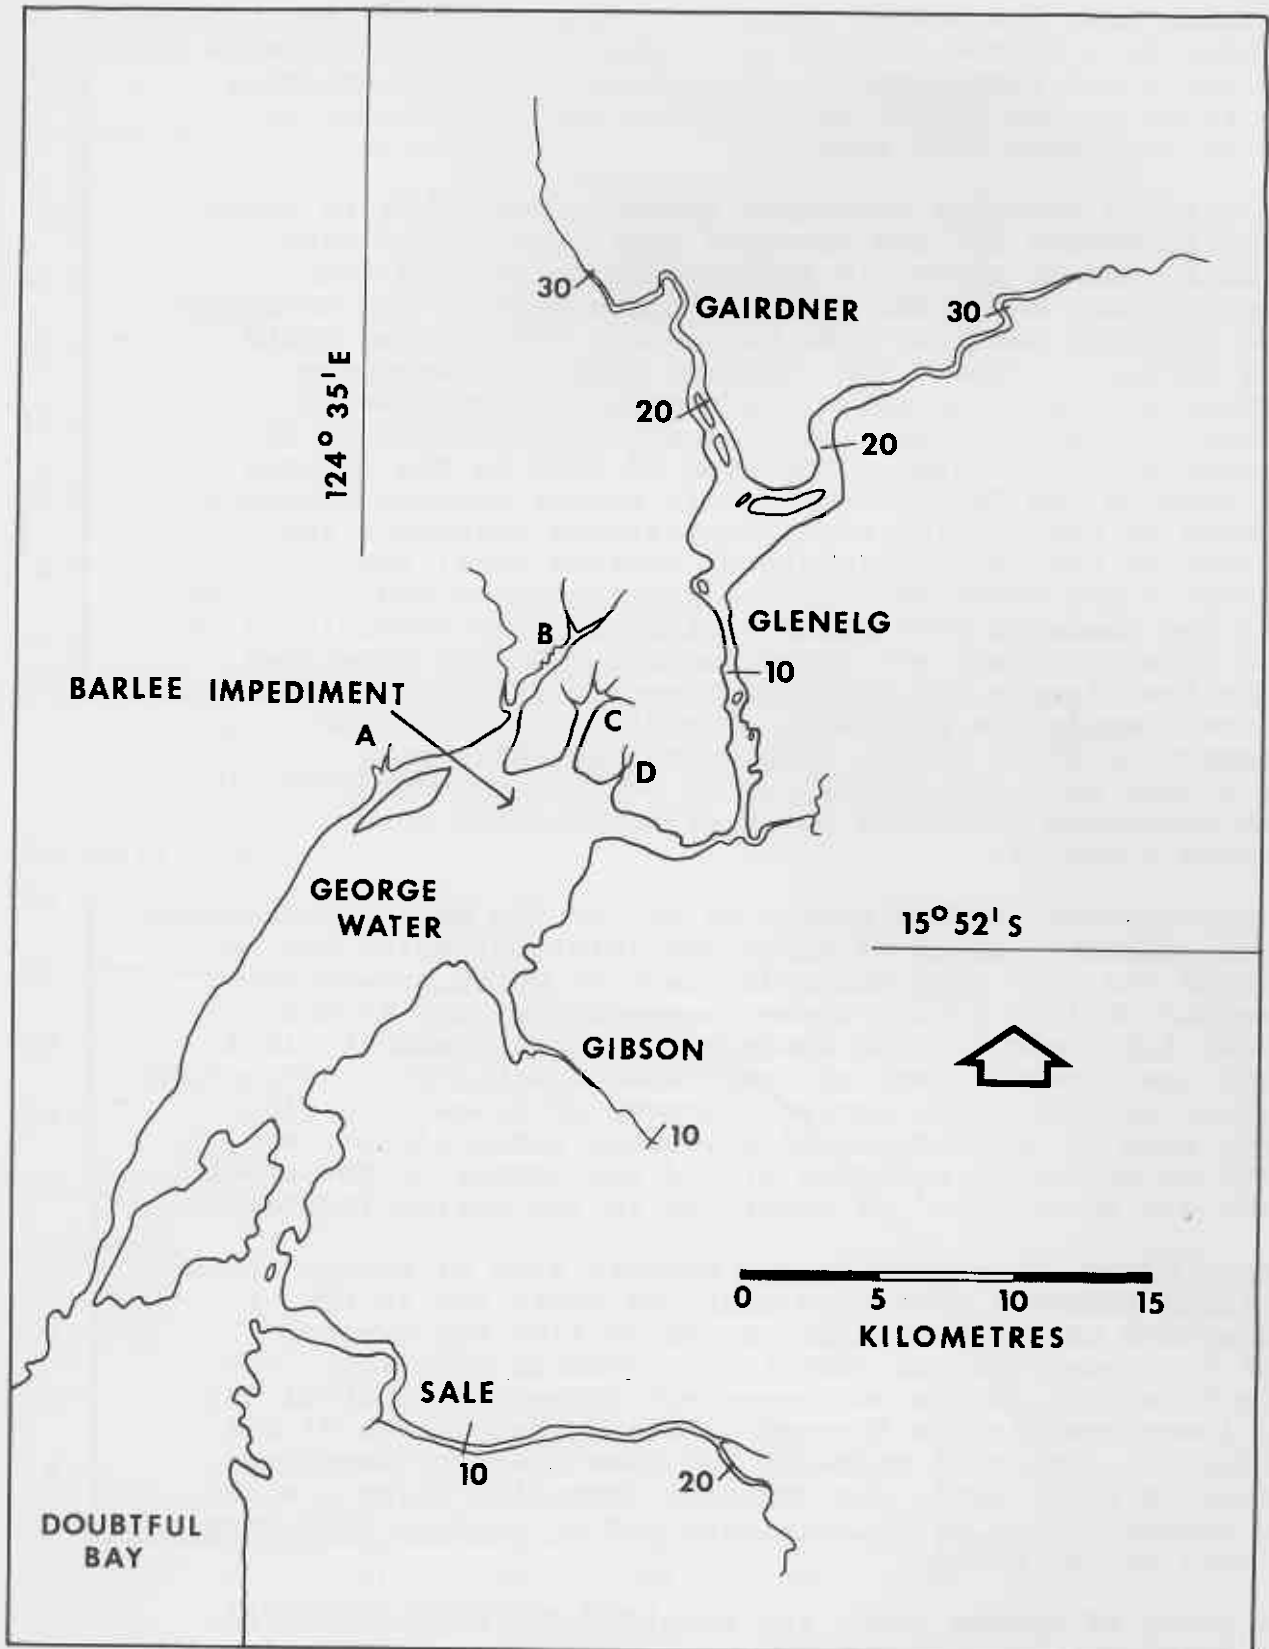 30
GAIRDNER
30
124° 35' E
20
20
B
GLENELG
10
BARLEE IMPEDIMENT
A
C
D
GEORGE
WATER
15° 52' S
GIBSON
10
0 5 10 15
KILOMETRES
SALE
10
20
DOUBTFUL
BAY